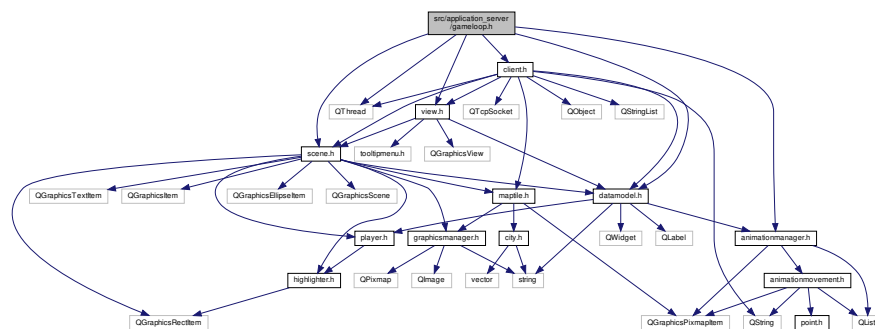 src/application_server
/gameloop.h
client.h
QThread
view.h
QTcpSocket
QObject
QStringList
scene.h
tooltipmenu.h
QGraphicsView
QGraphicsTextItem
QGraphicsItem
QGraphicsEllipseItem
QGraphicsScene
maptile.h
datamodel.h
player.h
graphicsmanager.h
city.h
QWidget
QLabel
animationmanager.h
highlighter.h
QPixmap
QImage
vector
string
animationmovement.h
QGraphicsRectItem
QGraphicsPixmapItem
QString
point.h
QList